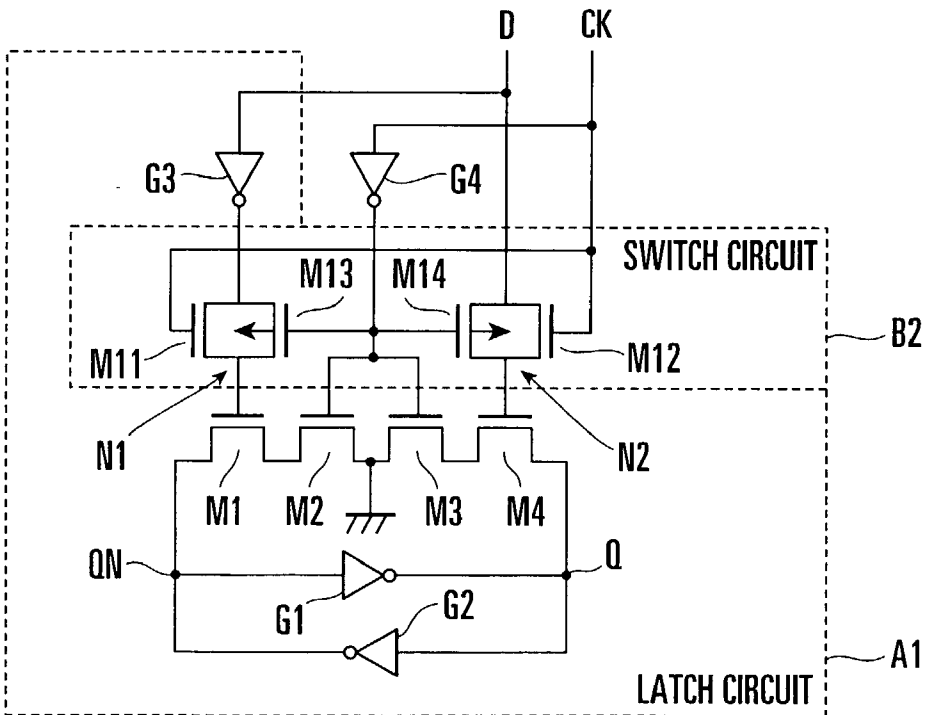 D CK
G3 G4
SWITCH CIRCUIT
M13 M14
B2
M11 M12
N1 N2
M1 M2 M3 M4
QN Q
G1 G2
A1
LATCH CIRCUIT